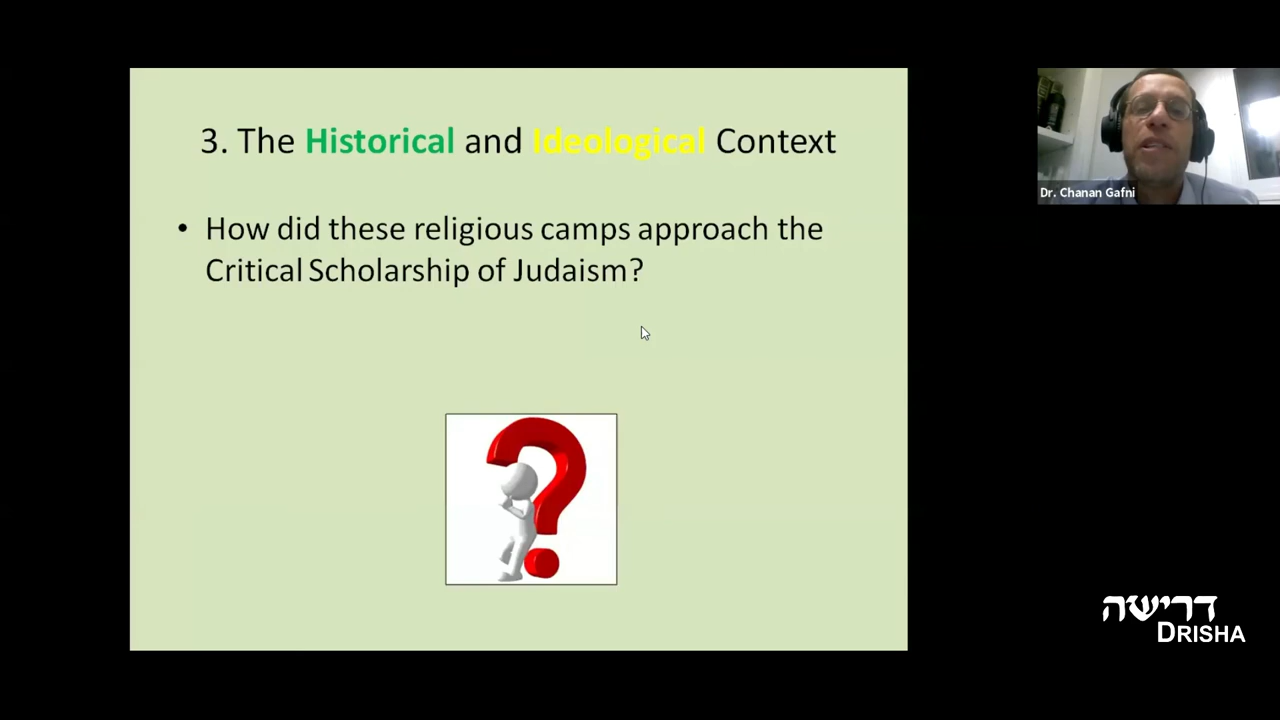 3. The Historical and Ideological Context
• How did these religious camps approach the
Critical Scholarship of Judaism?
Dr. Chanan Gafni
דרישה
DRISHA